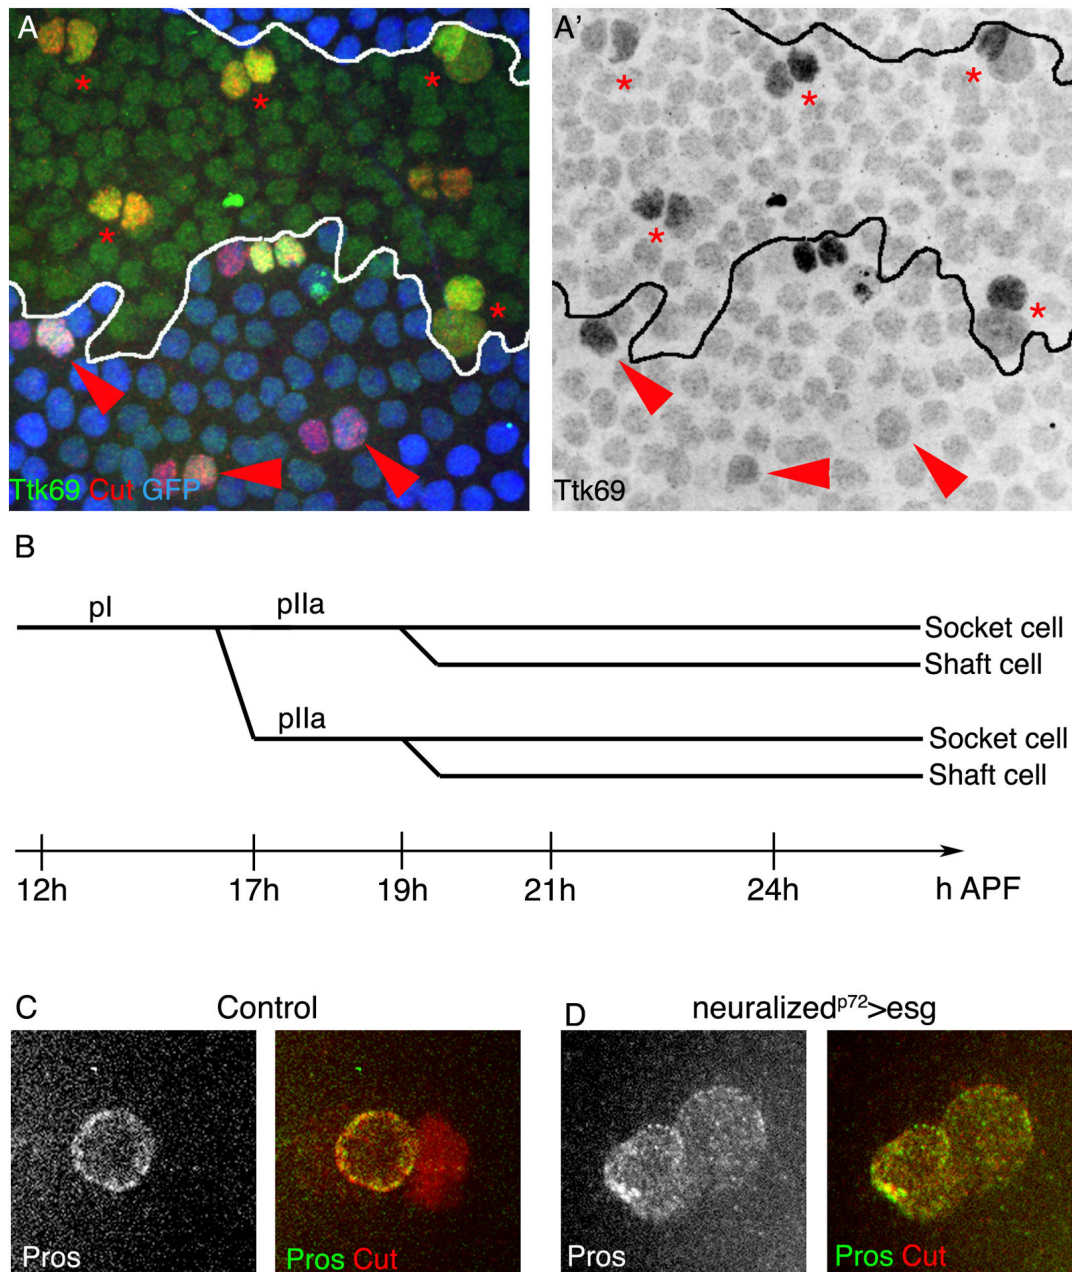 A
A'
Ttk69 Cut GFP
Ttk69
B
pI
pIIa
Socket cell
Shaft cell
pIIa
Socket cell
Shaft cell
12h 17h 19h 21h 24h h APF
C Control
D neuralizedᵖ⁷²>esg
Pros
Pros Cut
Pros
Pros Cut